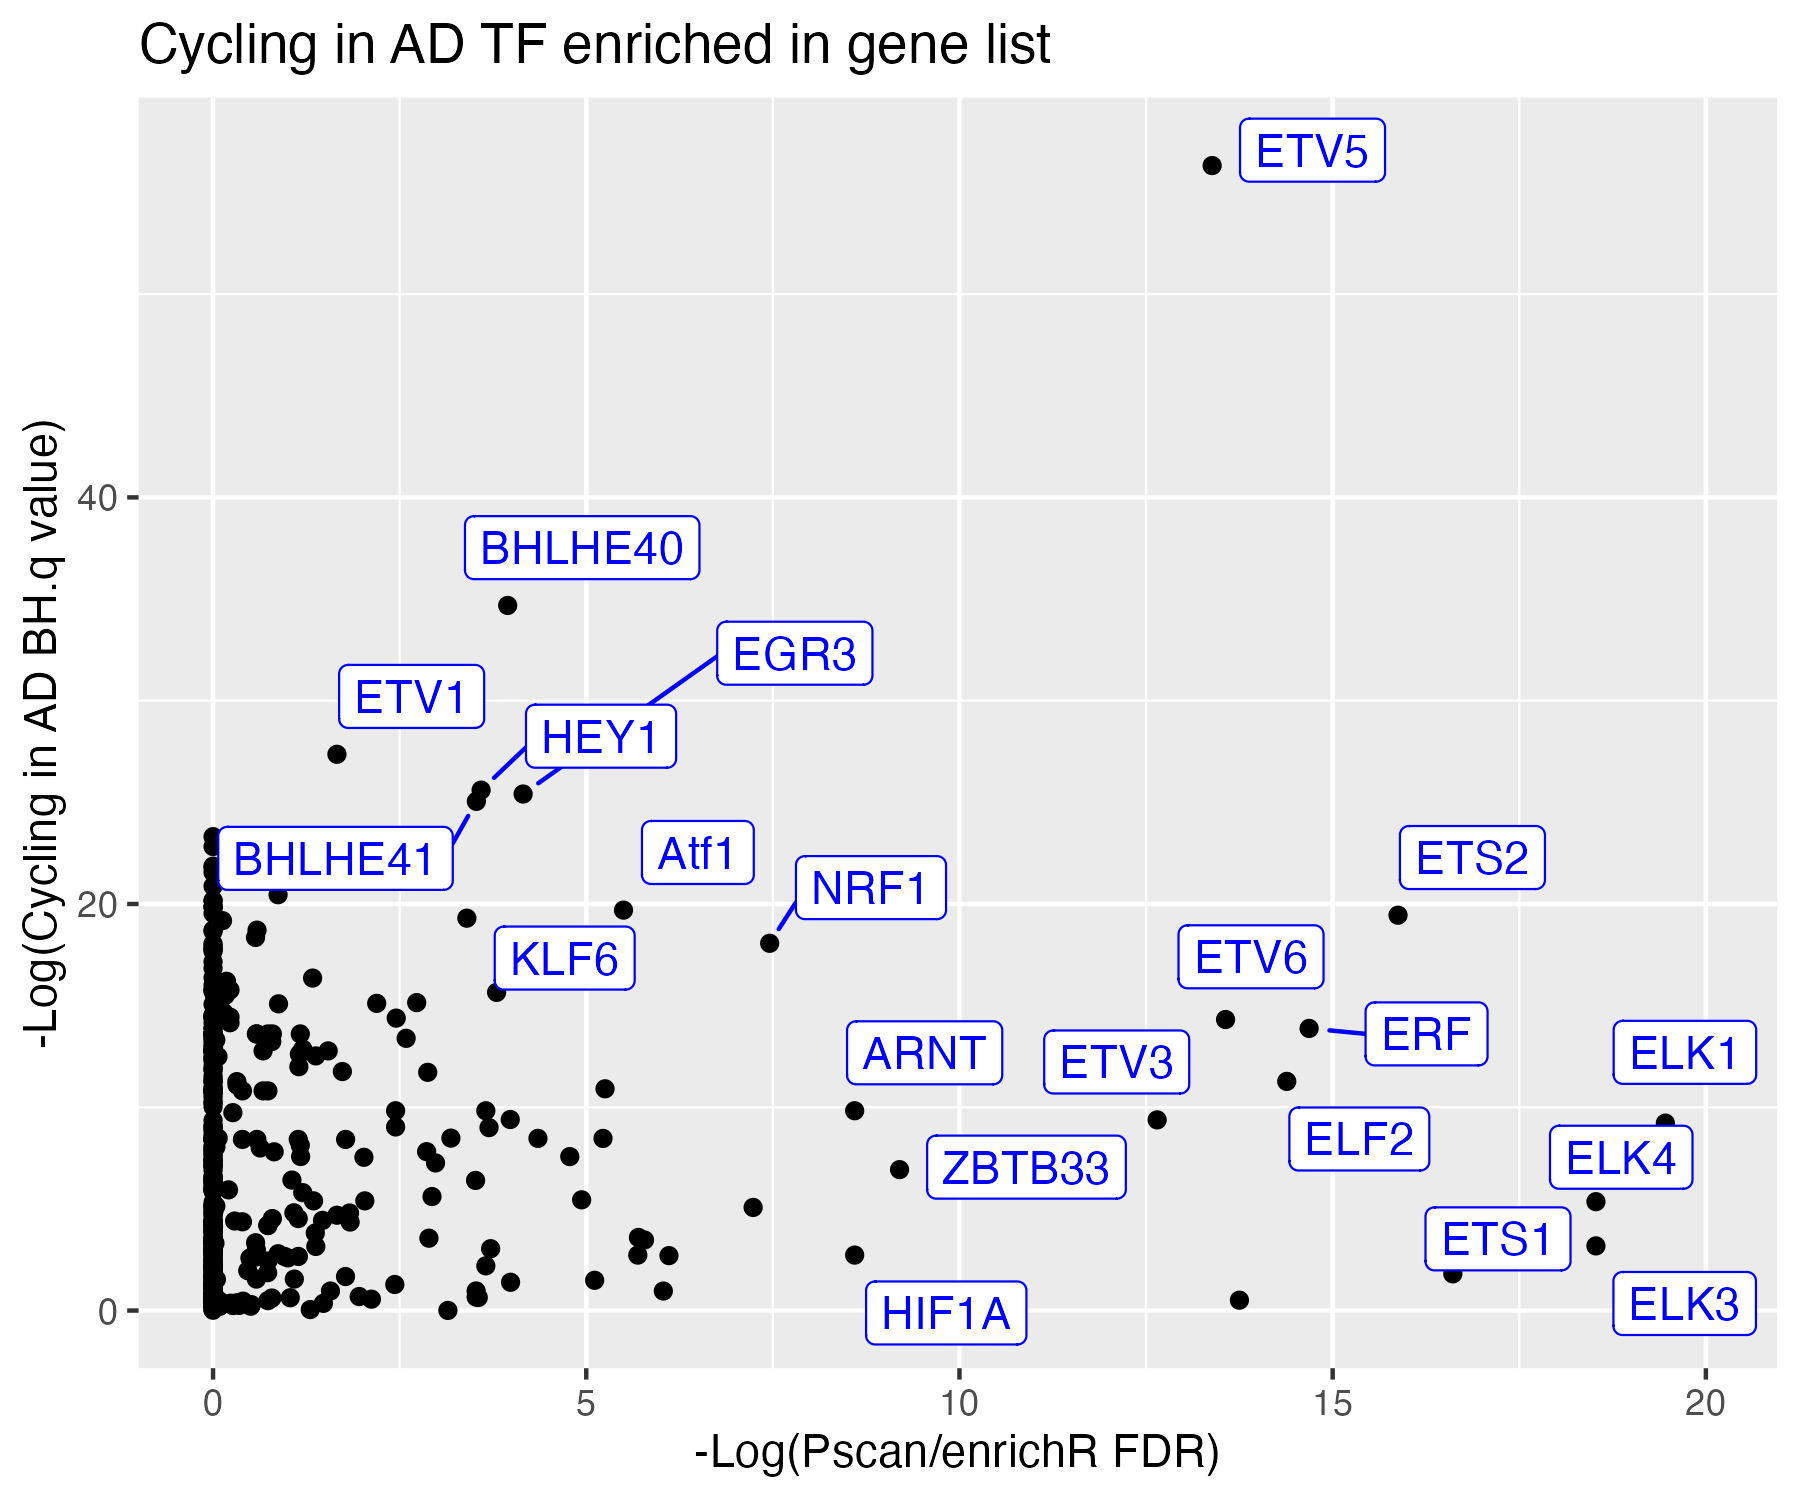 Cycling in AD TF enriched in gene list
ETV5
-Log(Cycling in AD BH.q value)
40
BHLHE40
EGR3
ETV1
HEY1
Atf1
BHLHE41
ETS2
NRF1
20
KLF6
ETV6
ERF
ARNT
ETV3
ELK1
ELF2
ELK4
ZBTB33
ETS1
HIF1A
ELK3
0
0
5
10
15
20
-Log(Pscan/enrichR FDR)